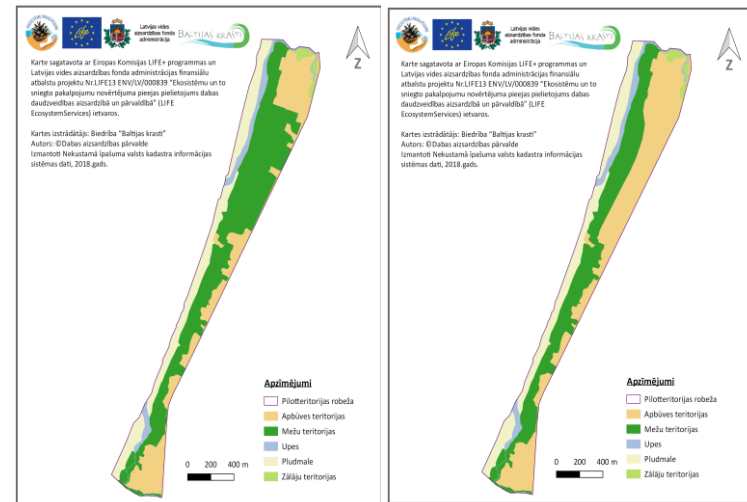 Latvijas vides
aizsardzības fonda
administrācija
BALTIJAS KRASTI
Karte sagatavota ar Eiropas Komisijas LIFE+ programmas un
Latvijas vides aizsardzības fonda administrācijas finansiālu
atbalstu projektu Nr.LIFE13 ENV/LV/000839 "Ekosistēmu un to
sniegto pakalpojumu novērtējuma pieejas pielietojums dabas
daudzveidības aizsardzībā un pārvaldībā" (LIFE
EcosystemServices) ietvaros.
Kartes izstrādātājs: Biedrība "Baltijas krasti"
Autors: ©Dabas aizsardzības pārvalde
Izmantoti Nekustamā īpašuma valsts kadastra informācijas
sistēmas dati, 2018.gads.
Z
Apzīmējumi
Pilotteritorijas robeža
Apbūves teritorijas
Mežu teritorijas
Upes
Pludmale
Zālāju teritorijas
0 200 400 m
Latvijas vides
aizsardzības fonda
administrācija
BALTIJAS KRASTI
Karte sagatavota ar Eiropas Komisijas LIFE+ programmas un
Latvijas vides aizsardzības fonda administrācijas finansiālu
atbalstu projektu Nr.LIFE13 ENV/LV/000839 "Ekosistēmu un to
sniegto pakalpojumu novērtējuma pieejas pielietojums dabas
daudzveidības aizsardzībā un pārvaldībā" (LIFE
EcosystemServices) ietvaros.
Kartes izstrādātājs: Biedrība "Baltijas krasti"
Autors: ©Dabas aizsardzības pārvalde
Izmantoti Nekustamā īpašuma valsts kadastra informācijas
sistēmas dati, 2018.gads.
Z
Apzīmējumi
Pilotteritorijas robeža
Apbūves teritorijas
Mežu teritorijas
Upes
Pludmale
Zālāju teritorijas
0 200 400 m